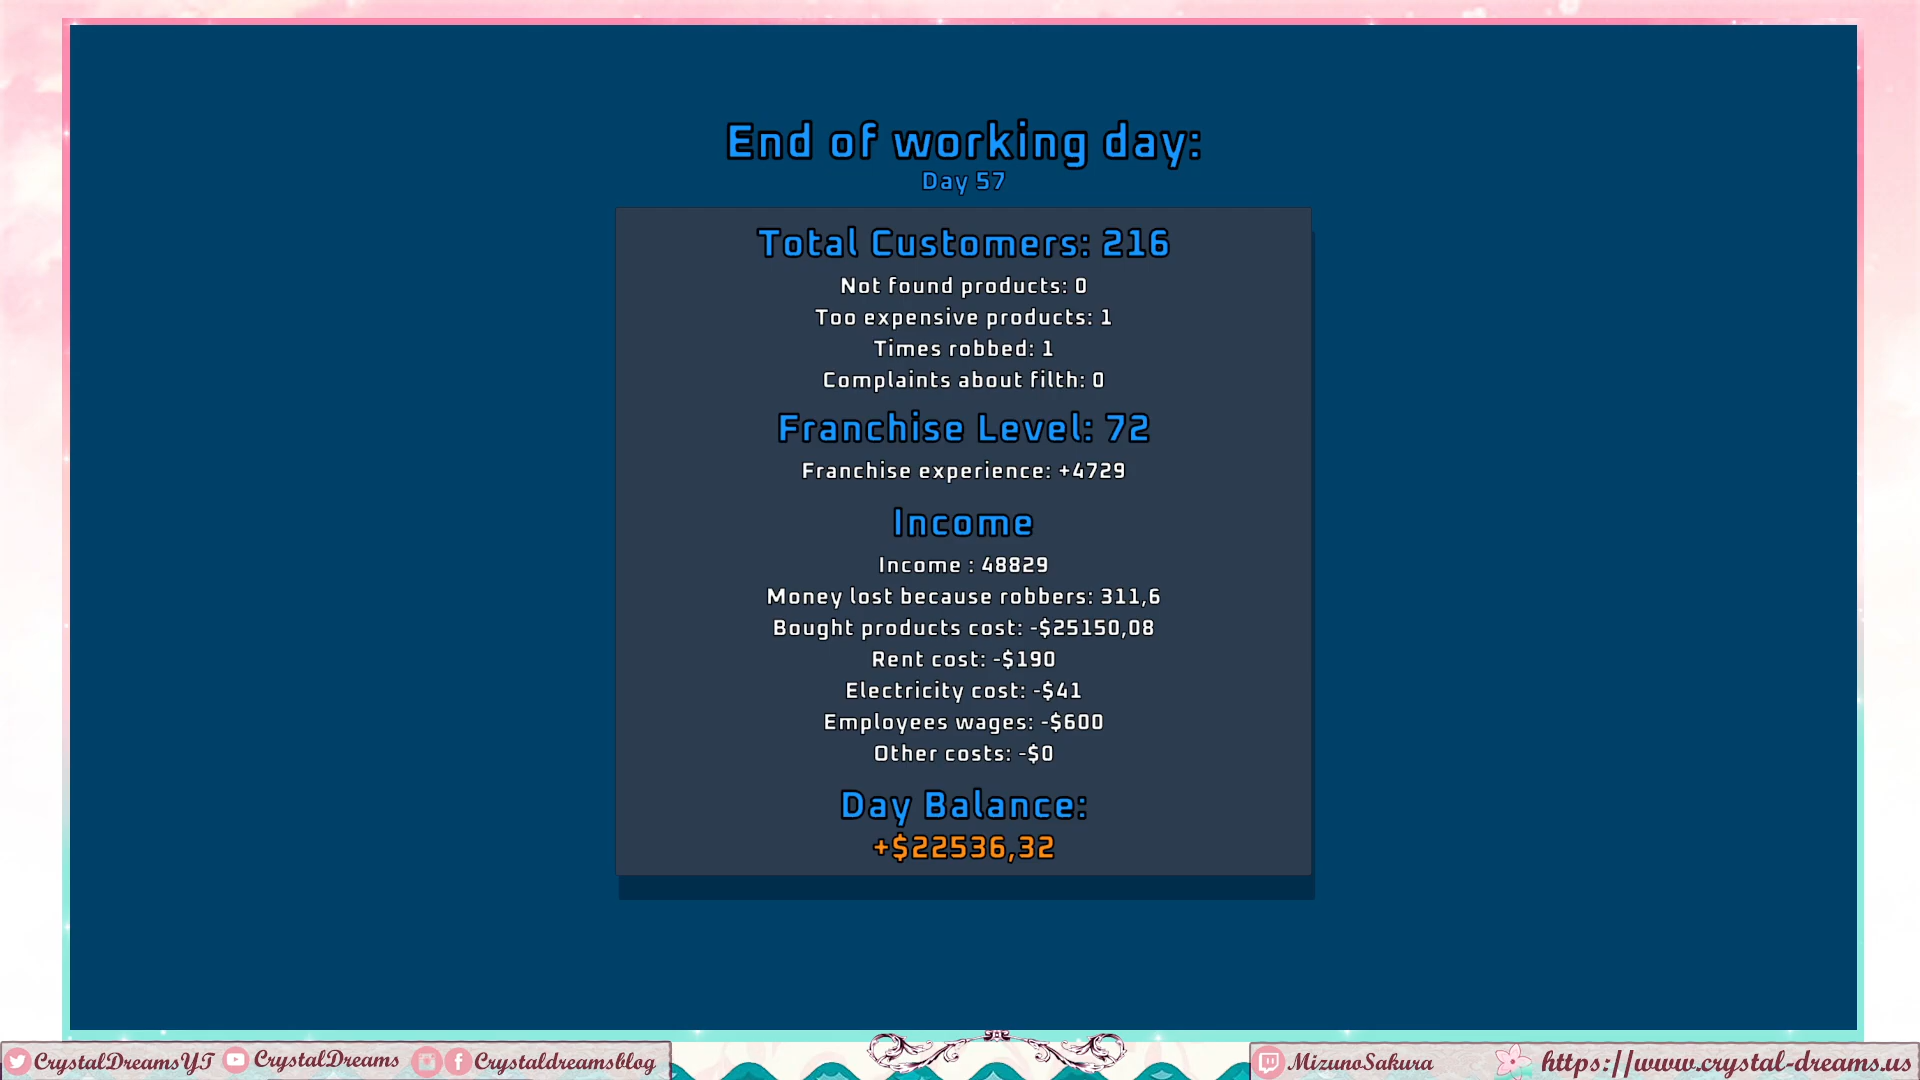 End of working day:
Day 57
Total Customers: 216
Not found products: 0
Too expensive products: 1
Times robbed: 1
Complaints about filth: 0
Franchise Level: 72
Franchise experience: +4729
Income
Income : 48829
Money lost because robbers: 311,6
Bought products cost: -$25150,08
Rent cost: -$190
Electricity cost: -$41
Employees wages: -$600
Other costs: -$0
Day Balance:
+$22536,32
CrystalDreamsYT CrystalDreams Crystaldreamsblog MizunoSakura https://www.crystal-dreams.us